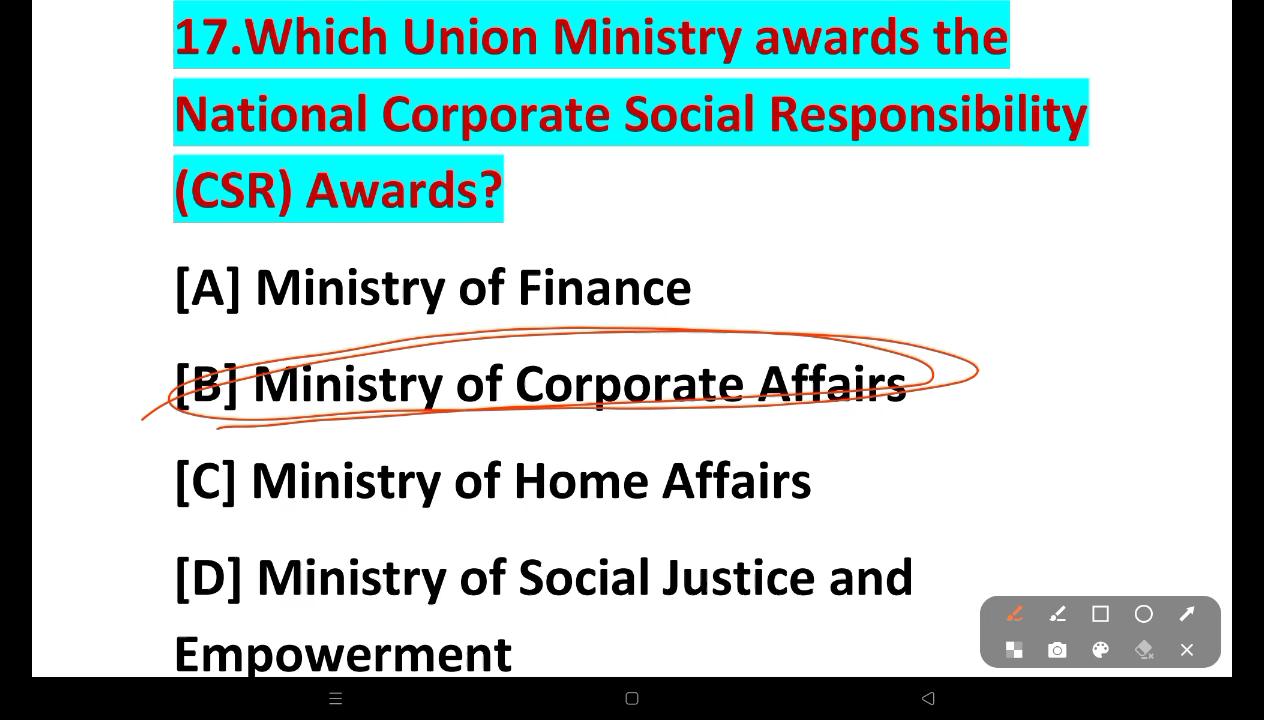 17.Which Union Ministry awards the
National Corporate Social Responsibility
(CSR) Awards?
[A] Ministry of Finance
[B] Ministry of Corporate Affairs
[C] Ministry of Home Affairs
[D] Ministry of Social Justice and
Empowerment